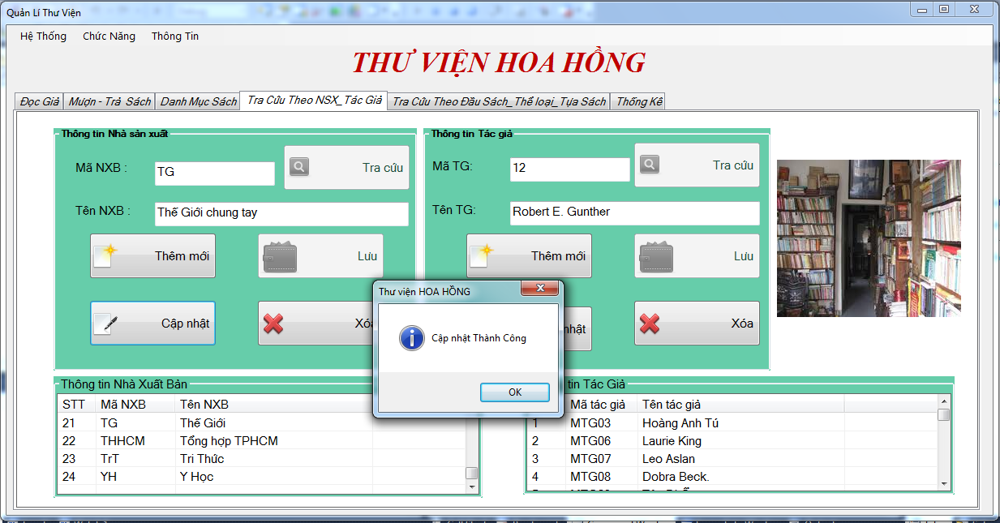 Quản Lí Thư Viện
Hệ Thống Chức Năng Thông Tin
THƯ VIỆN HOA HỒNG
Đọc Giả Mượn - Trả Sách Danh Mục Sách Tra Cứu Theo NSX_Tác Giả Tra Cứu Theo Đầu Sách_Thể loại_Tựa Sách Thống Kê
Thông tin Nhà sản xuất
Mã NXB : TG Tra cứu
Tên NXB : Thế Giới chung tay
Thêm mới Lưu
Cập nhật Xóa
Thông tin Tác giả
Mã TG: 12 Tra cứu
Tên TG: Robert E. Gunther
Thêm mới Lưu
nhật Xóa
Thư viện HOA HỒNG
Cập nhật Thành Công
OK
Thông tin Nhà Xuất Bản
STT Mã NXB Tên NXB
21 TG Thế Giới
22 THHCM Tổng hợp TPHCM
23 TrT Tri Thức
24 YH Y Học
tin Tác Giả
Mã tác giả Tên tác giả
1 MTG03 Hoàng Anh Tú
2 MTG06 Laurie King
3 MTG07 Leo Aslan
4 MTG08 Dobra Beck.